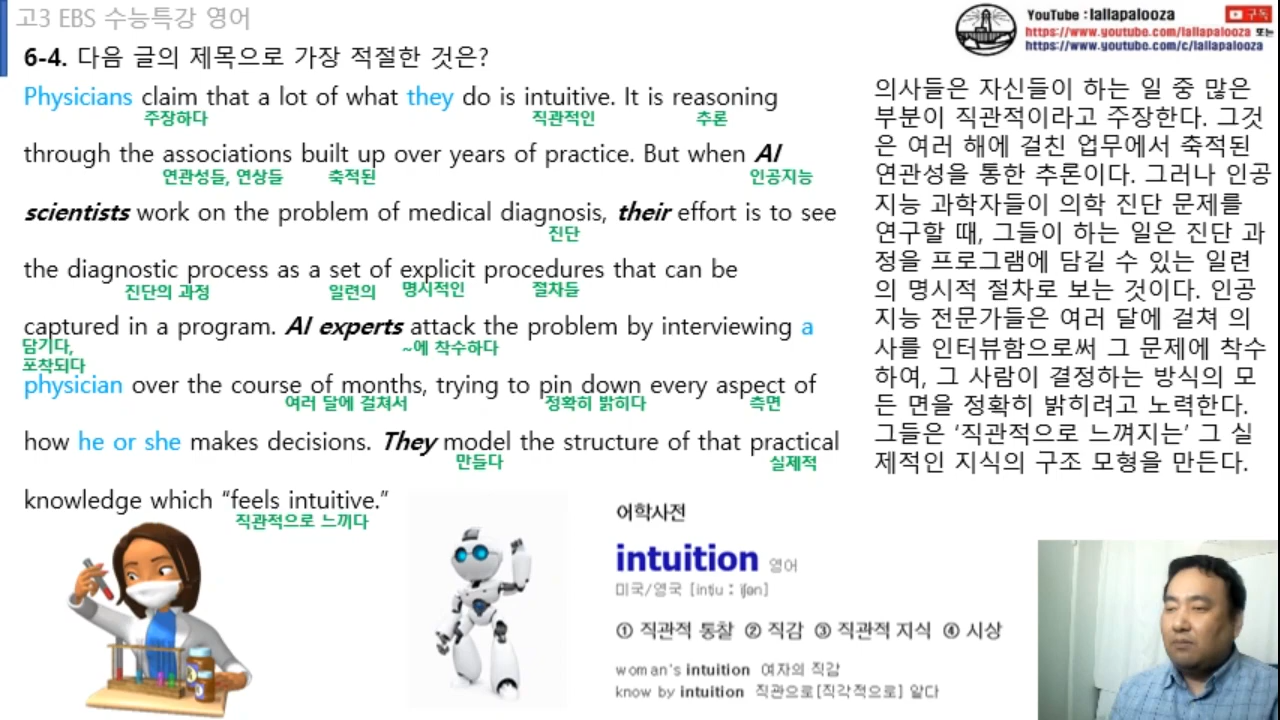 고3 EBS 수능특강 영어
YouTube : lallapalooza
구독
https://www.youtube.com/lallapalooza 또는
https://www.youtube.com/c/lallapalooza
6-4. 다음 글의 제목으로 가장 적절한 것은?
Physicians claim that a lot of what they do is intuitive. It is reasoning
주장하다 직관적인 추론
through the associations built up over years of practice. But when AI
연관성들, 연상들 축적된 인공지능
scientists work on the problem of medical diagnosis, their effort is to see
진단
the diagnostic process as a set of explicit procedures that can be
진단의 과정 일련의 명시적인 절차들
captured in a program. AI experts attack the problem by interviewing a
담기다, ~에 착수하다
포착되다
physician over the course of months, trying to pin down every aspect of
여러 달에 걸쳐서 정확히 밝히다 측면
how he or she makes decisions. They model the structure of that practical
만들다 실제적
knowledge which “feels intuitive.”
직관적으로 느끼다
의사들은 자신들이 하는 일 중 많은
부분이 직관적이라고 주장한다. 그것
은 여러 해에 걸친 업무에서 축적된
연관성을 통한 추론이다. 그러나 인공
지능 과학자들이 의학 진단 문제를
연구할 때, 그들이 하는 일은 진단 과
정을 프로그램에 담길 수 있는 일련
의 명시적 절차로 보는 것이다. 인공
지능 전문가들은 여러 달에 걸쳐 의
사를 인터뷰함으로써 그 문제에 착수
하여, 그 사람이 결정하는 방식의 모
든 면을 정확히 밝히려고 노력한다.
그들은 ‘직관적으로 느껴지는’ 그 실
제적인 지식의 구조 모형을 만든다.
어학사전
intuition 영어
미국/영국 [intju：ˈiʃən]
① 직관적 통찰 ② 직감 ③ 직관적 지식 ④ 시상
woman's intuition 여자의 직감
know by intuition 직관으로[직각적으로] 알다